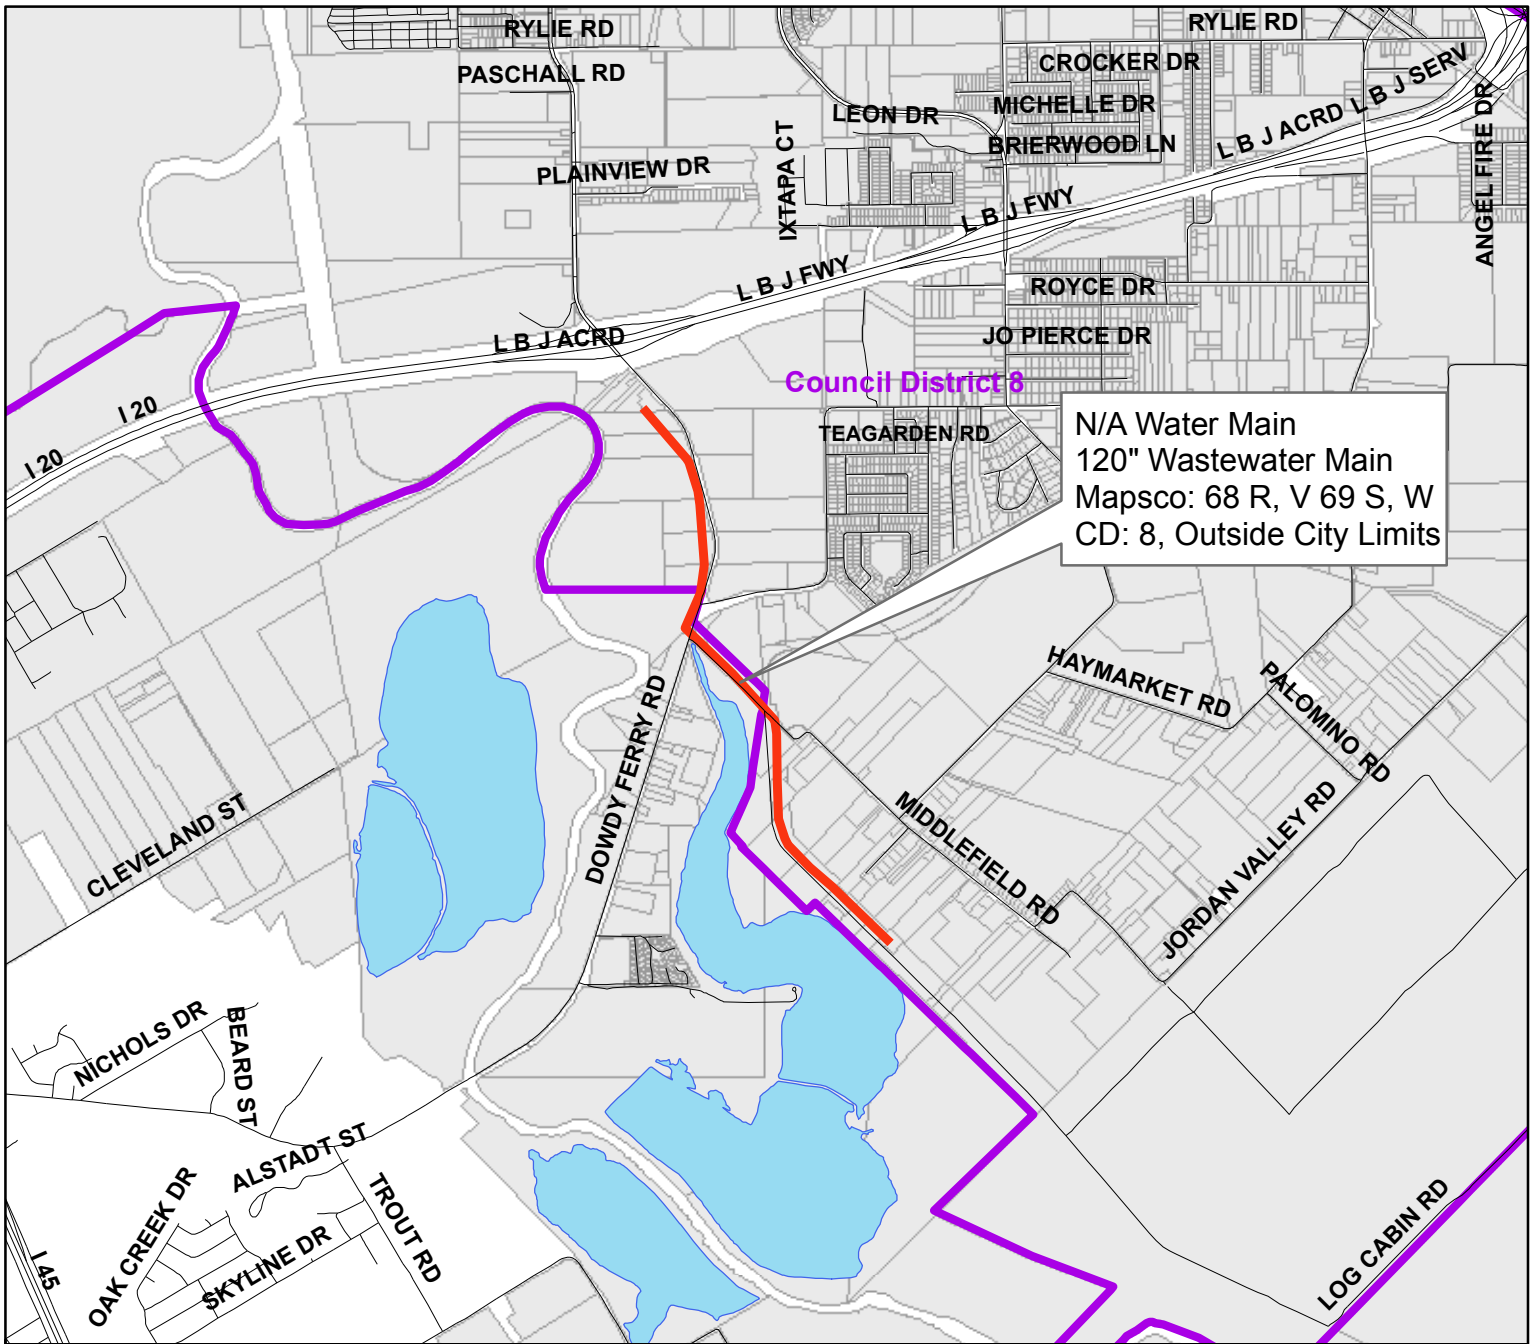 RYLIE RD
RYLIE RD
PASCHALL RD
CROCKER DR
L B J SERV
MICHELLE DR
LEON DR
L B J ACRD
ANGEL FIRE DR
BRIERWOOD LN
IXTAPA CT
PLAINVIEW DR
L B J FWY
L B J FWY
ROYCE DR
L B J ACRD
JO PIERCE DR
Council District 8
I 20
TEAGARDEN RD
I 20
N/A Water Main
120" Wastewater Main
Mapsco: 68 R, V 69 S, W
CD: 8, Outside City Limits
HAYMARKET RD
PALOMINO RD
DOWDY FERRY RD
CLEVELAND ST
MIDDLEFIELD RD
JORDAN VALLEY RD
NICHOLS DR
BEARD ST
ALSTADT ST
OAK CREEK DR
TROUT RD
SKYLINE DR
I 45
LOG CABIN RD